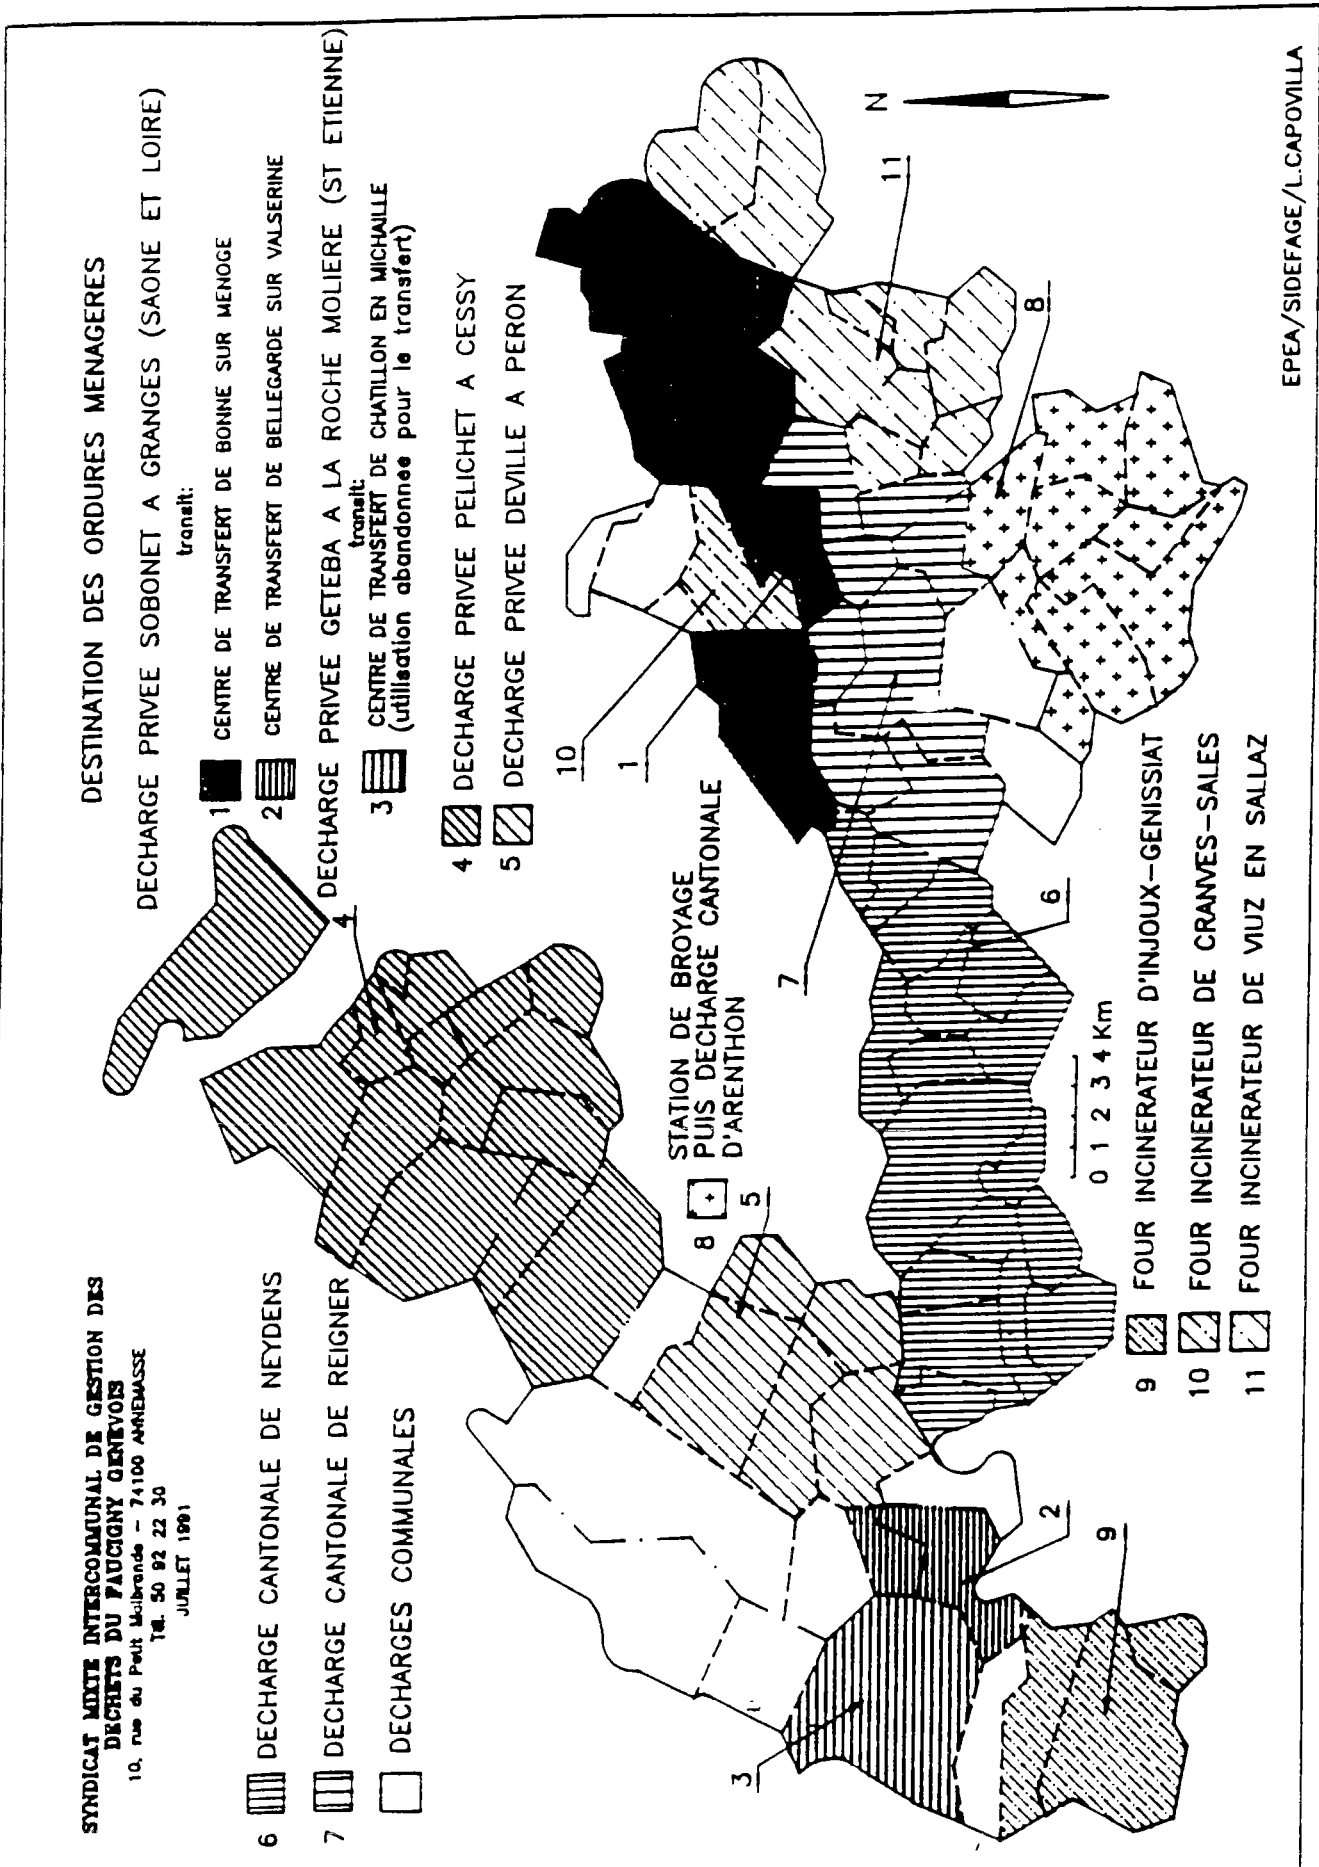 SYNDICAT MIXTE INTERCOMMUNAL DE GESTION DES
DECHETS DU FAUCIGNY GENEVOIS
10, rue du Petit Malbrande - 74100 ANNEMASSE
Tél. 50 92 22 30
JUILLET 1991
DESTINATION DES ORDURES MENAGERES
DECHARGE PRIVEE SOBONET A GRANGES (SAONE ET LOIRE)
transit:
1 CENTRE DE TRANSFERT DE BONNE SUR MENOGE
2 CENTRE DE TRANSFERT DE BELLEGARDE SUR VALSERINE
DECHARGE PRIVEE GETEBA A LA ROCHE MOLIERE (ST ETIENNE)
transit:
3 CENTRE DE TRANSFERT DE CHATILLON EN MICHAILLE
(utilisation abandonnee pour le transfert)
4 DECHARGE PRIVEE PELICHET A CESSY
5 DECHARGE PRIVEE DEVILLE A PERON
6 DECHARGE CANTONALE DE NEYDENS
7 DECHARGE CANTONALE DE REIGNER
DECHARGES COMMUNALES
8 STATION DE BROYAGE
PUIS DECHARGE CANTONALE
D'ARENTHON
4
5
10
1
7
6
11
8
3
2
9
N
0 1 2 3 4 Km
9 FOUR INCINERATEUR D'INJOUX-GENISSIAT
10 FOUR INCINERATEUR DE CRANVES-SALES
11 FOUR INCINERATEUR DE VIUZ EN SALLAZ
EPEA/SIDEFAGE/L.CAPOVILLA